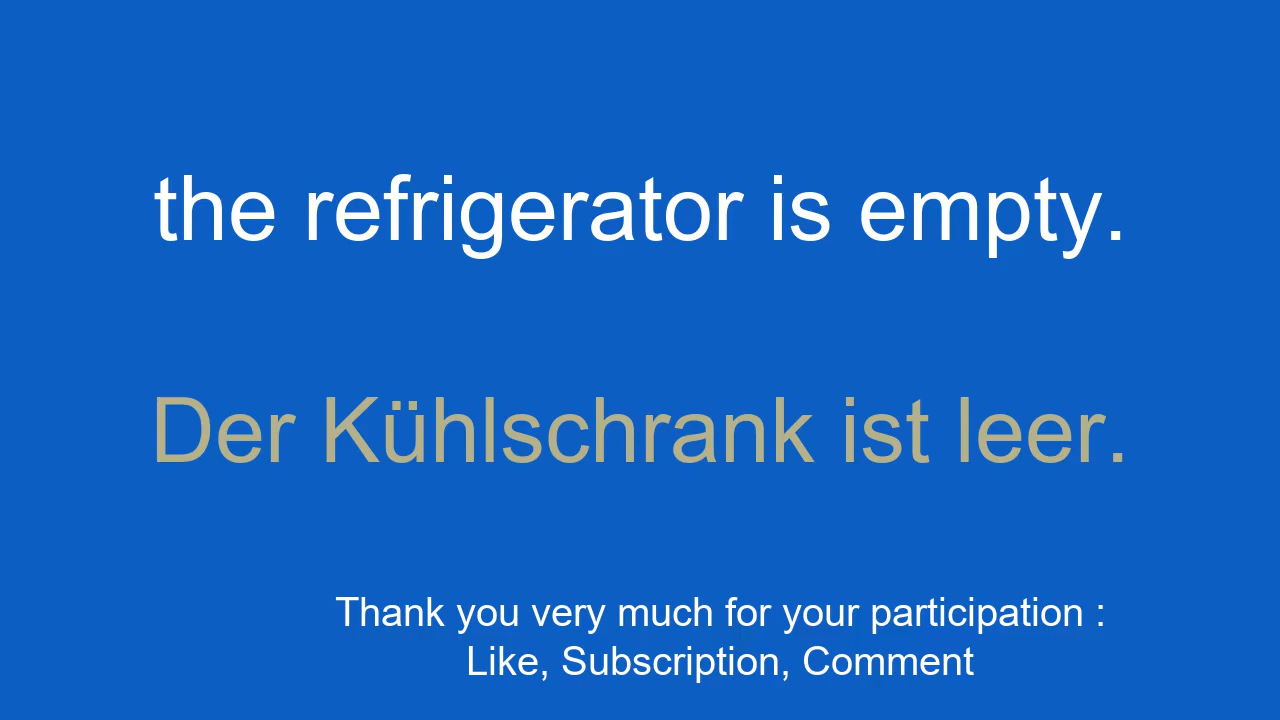 the refrigerator is empty.
Der Kühlschrank ist leer.
Thank you very much for your participation :
Like, Subscription, Comment